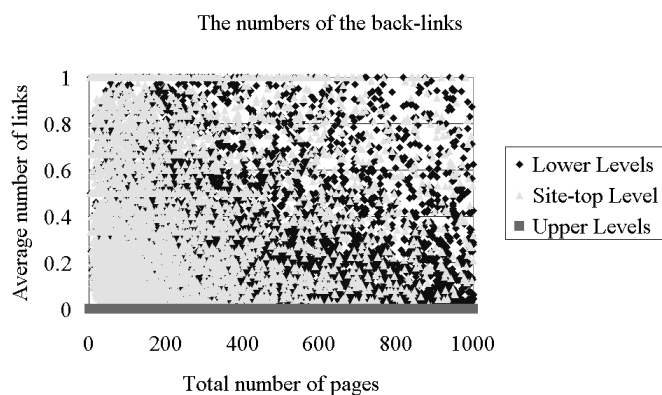 The numbers of the back-links
Average number of links
1
0.8
0.6
0.4
0.2
0
0 200 400 600 800 1000
Total number of pages
Lower Levels
Site-top Level
Upper Levels